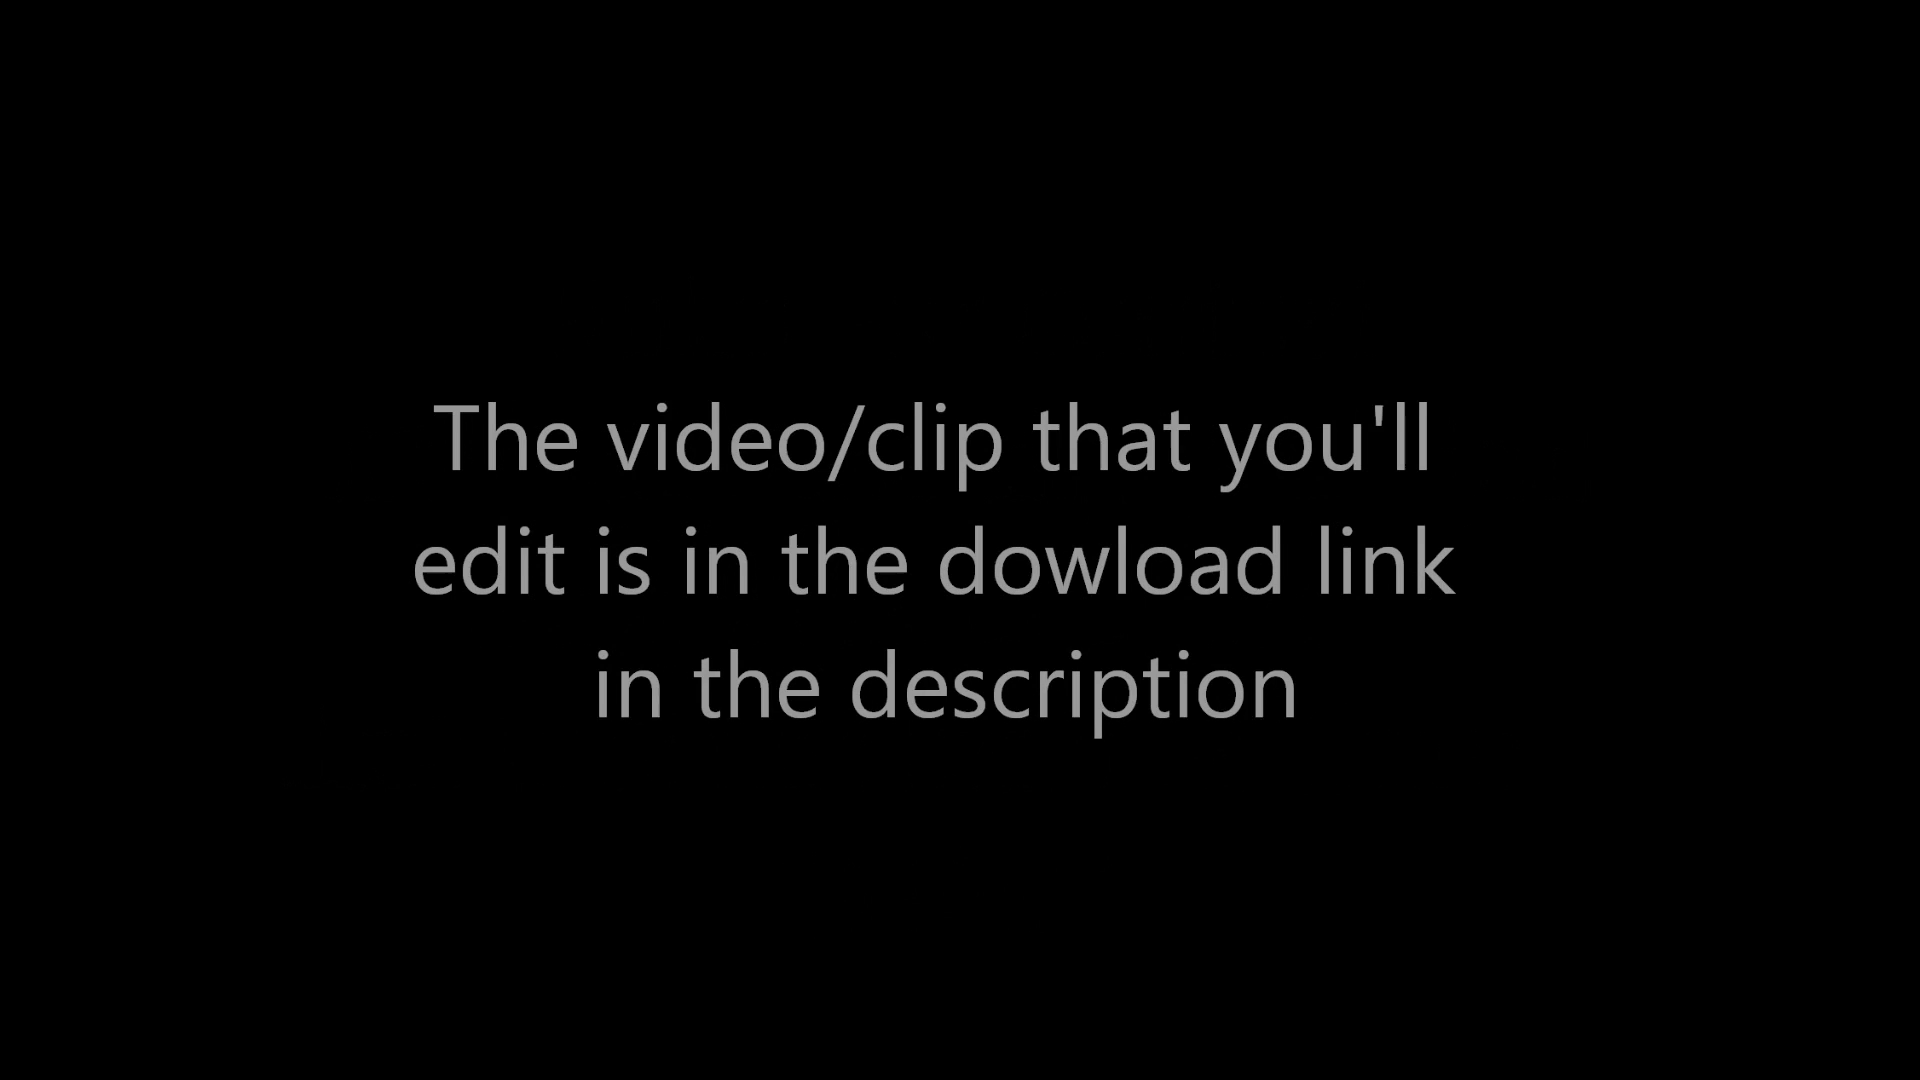 The video/clip that you'll
edit is in the dowload link
in the description